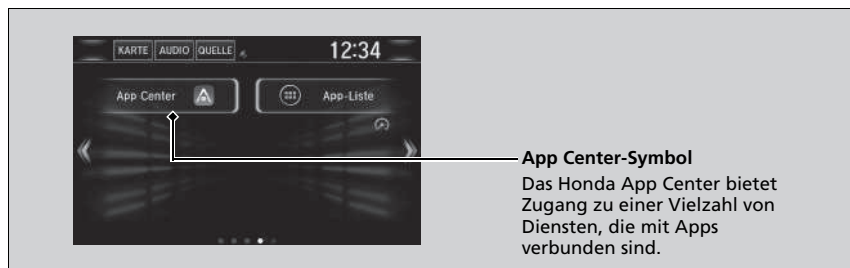 KARTE AUDIO QUELLE 12:34
App Center App-Liste
App Center-Symbol
Das Honda App Center bietet
Zugang zu einer Vielzahl von
Diensten, die mit Apps
verbunden sind.